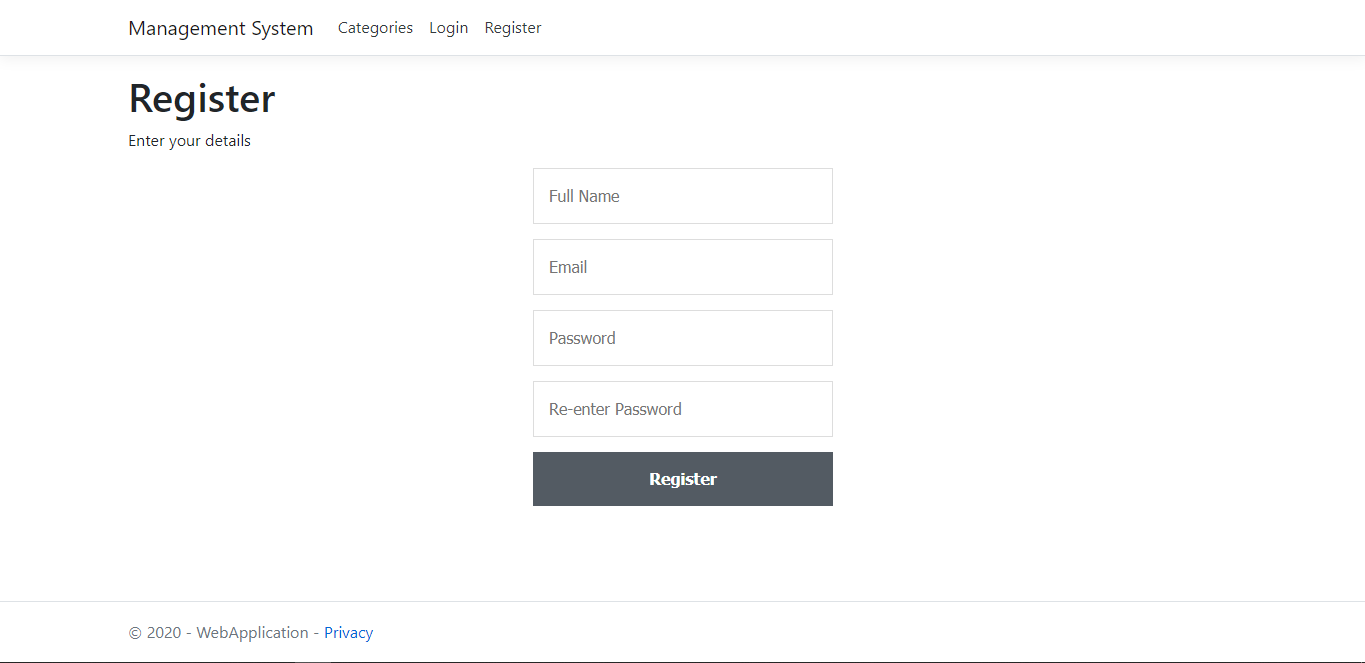 Management System Categories Login Register
Register
Enter your details
Full Name
Email
Password
Re-enter Password
Register
© 2020 - WebApplication - Privacy